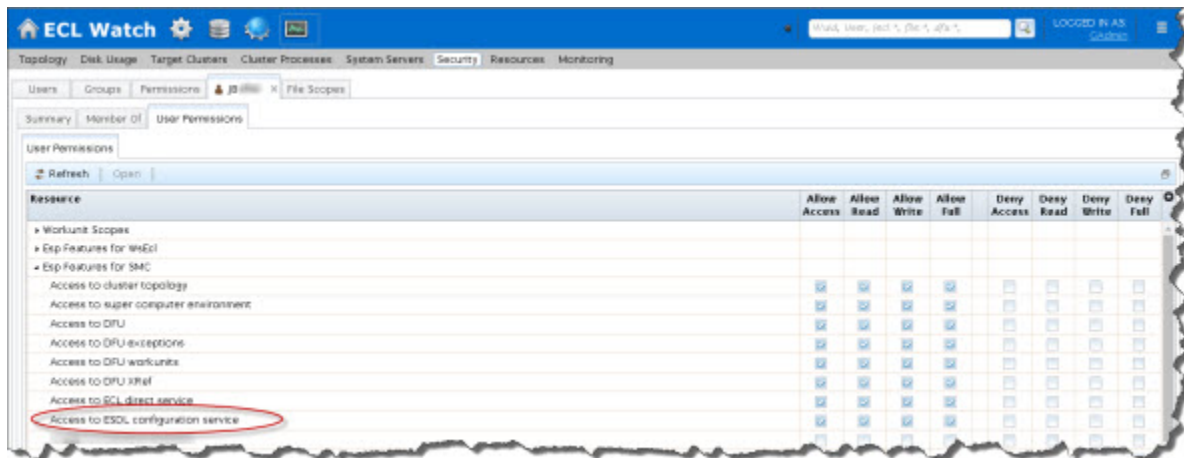 ECL Watch
LOGGED IN AS:
Topology Disk Usage Target Clusters Cluster Processes System Servers Security Resources Monitoring
Users Groups Permissions JB File Scopes
Summary Member Of User Permissions
User Permissions
Refresh Open
Resource Allow Access Allow Read Allow Write Allow Full Deny Access Deny Read Deny Write Deny Full
Workunit Scopes
Esp Features for WsEcl
Esp Features for SMC
Access to cluster topology
Access to super computer environment
Access to DFU
Access to DFU exceptions
Access to DFU workunits
Access to DFU XRef
Access to ECL direct service
Access to ESDL configuration service